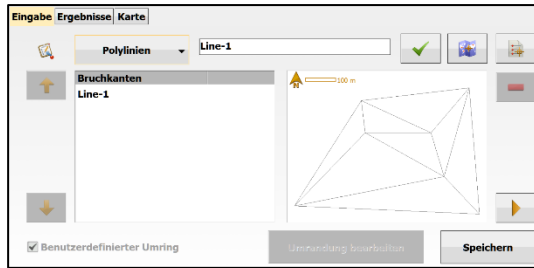 Eingabe Ergebnisse Karte
Polylinien Line-1
Bruchkanten
Line-1
N 100 m
Benutzerdefinierter Umring
Umrandung bearbeiten
Speichern